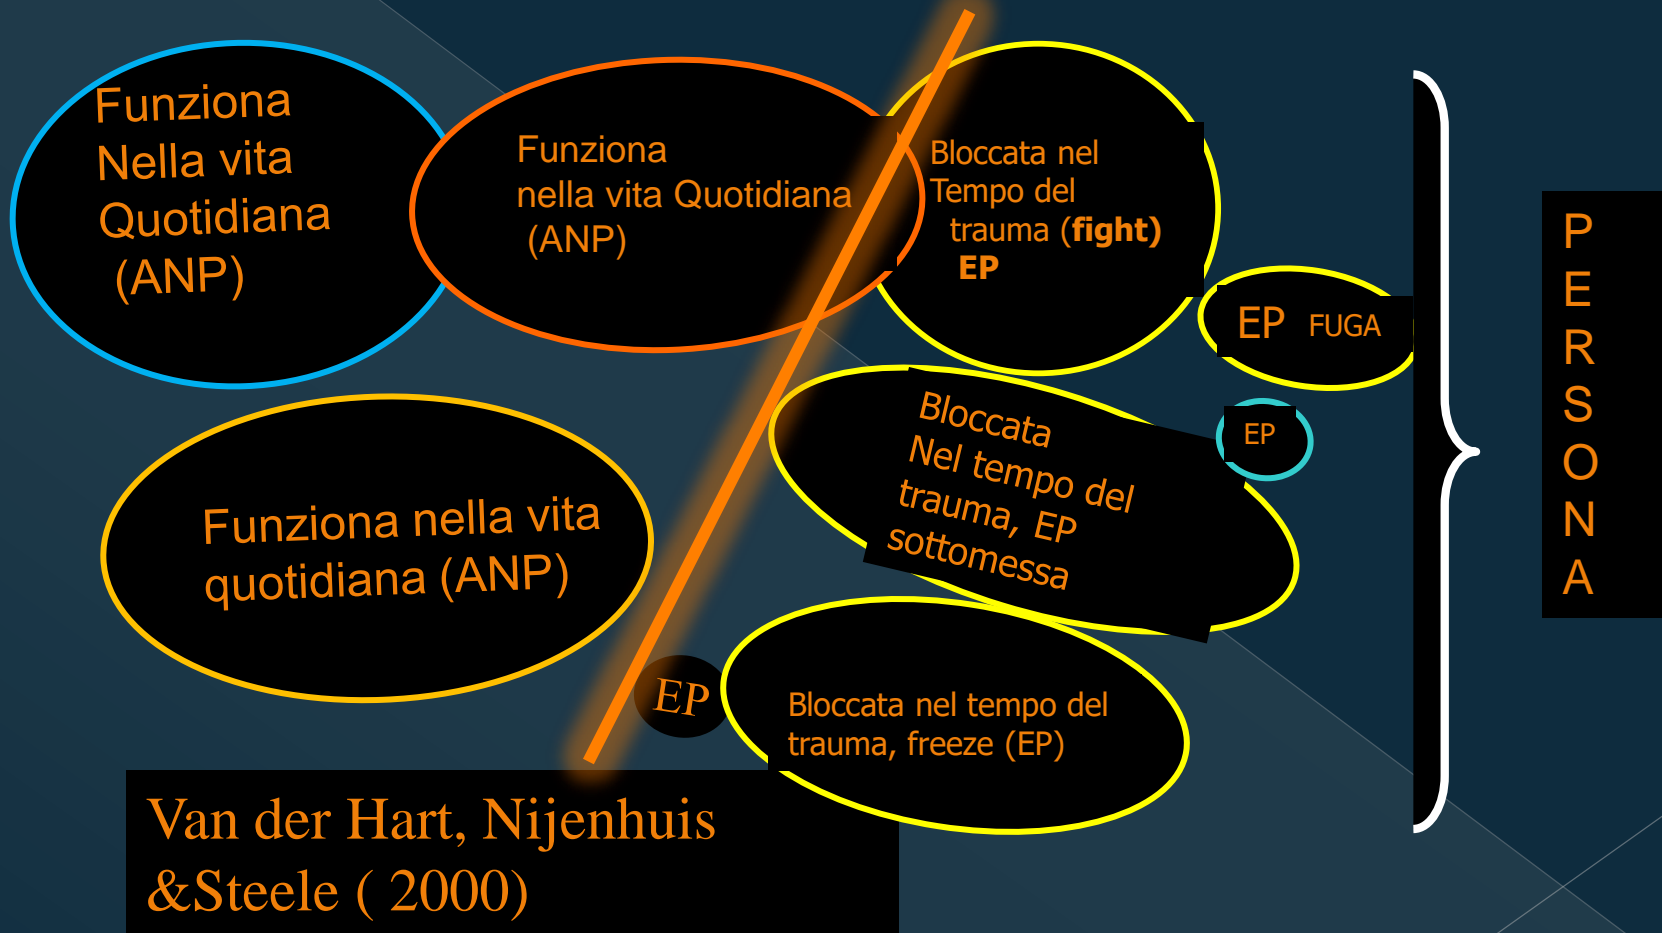 Funziona
Nella vita
Quotidiana
(ANP)
Funziona
nella vita Quotidiana
(ANP)
Bloccata nel
Tempo del
trauma (fight)
EP
EP FUGA
EP
Bloccata
Nel tempo del
trauma, EP
sottomessa
Funziona nella vita
quotidiana (ANP)
EP
Bloccata nel tempo del
trauma, freeze (EP)
P
E
R
S
O
N
A
Van der Hart, Nijenhuis
&Steele ( 2000)